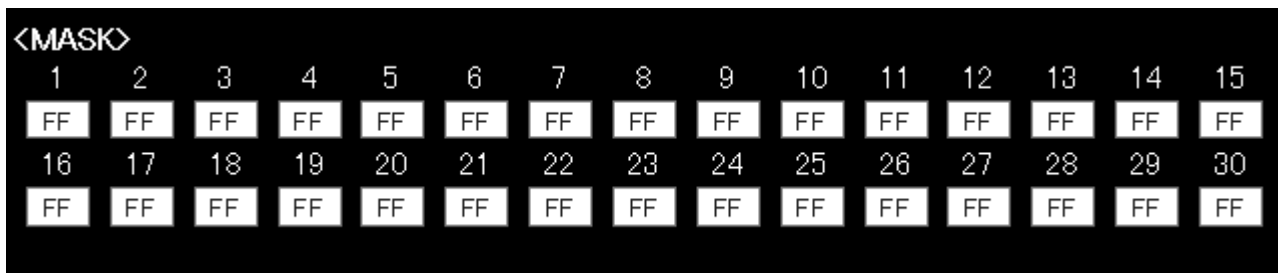 <MASK>
1 2 3 4 5 6 7 8 9 10 11 12 13 14 15
FF FF FF FF FF FF FF FF FF FF FF FF FF FF FF
16 17 18 19 20 21 22 23 24 25 26 27 28 29 30
FF FF FF FF FF FF FF FF FF FF FF FF FF FF FF